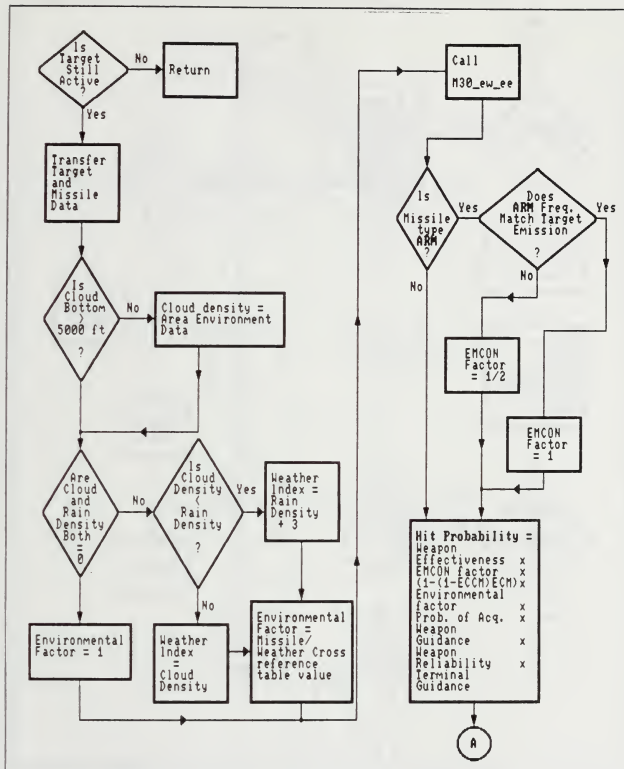 Is
Target
Still
Active
?
No
Return
Yes
Transfer
Target
and
Missile
Data
Is
Cloud
Bottom
>
5000 ft
?
No
Cloud density =
Area Environment
Data
Are
Cloud
and
Rain
Density
Both
=
0
No
Is
Cloud
Density
<
Rain
Density
?
Yes
Weather
Index =
Rain
Density
+ 3
No
Environmental
Factor = 1
Weather
Index
=
Cloud
Density
Environmental
Factor =
Missile/
Weather Cross
reference
table value
Call
M30_ew_ee
Is
Missile
type
ARM
?
Yes
Does
ARM Freq.
Match Target
Emission
?
Yes
No
No
EMCON
Factor
= 1/2
EMCON
Factor
= 1
Hit Probability =
Weapon
Effectiveness x
EMCON factor x
(1-(1-ECCM)ECM)x
Environmental
factor x
Prob. of Acq. x
Weapon
Guidance x
Weapon
Reliability x
Terminal
Guidance
A